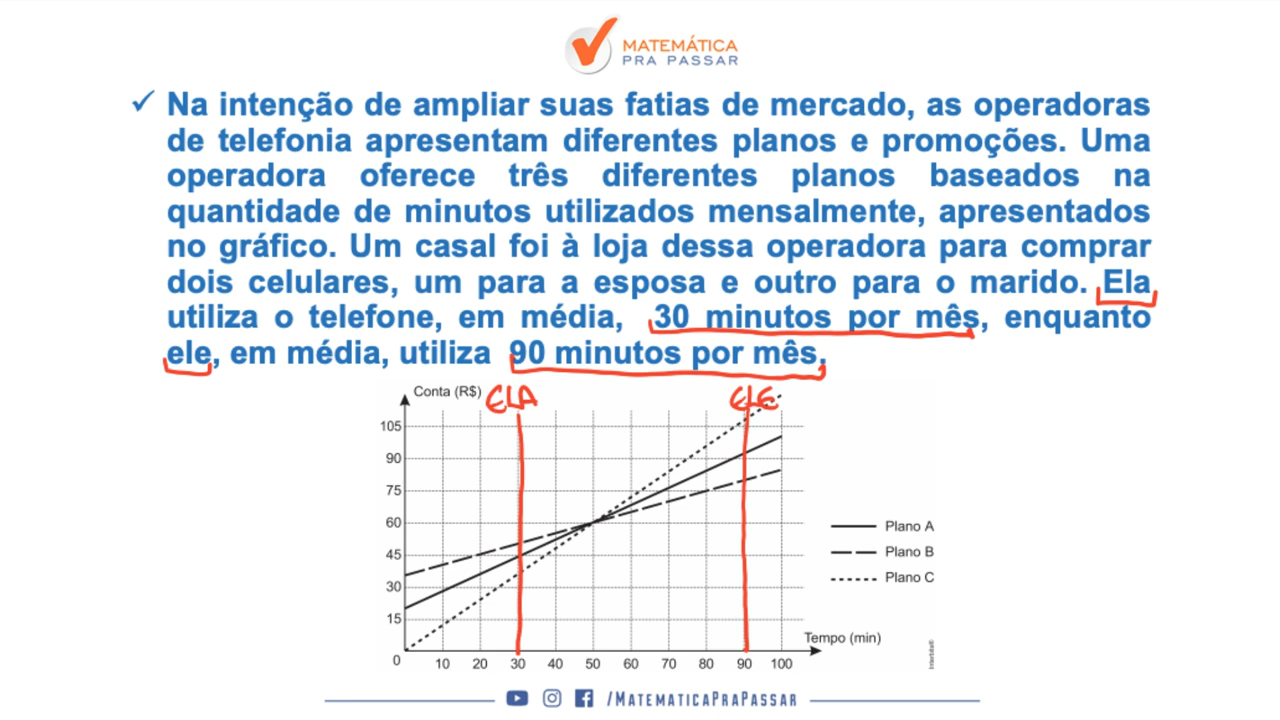 MATEMÁTICA
PRA PASSAR
✓ Na intenção de ampliar suas fatias de mercado, as operadoras
de telefonia apresentam diferentes planos e promoções. Uma
operadora oferece três diferentes planos baseados na
quantidade de minutos utilizados mensalmente, apresentados
no gráfico. Um casal foi à loja dessa operadora para comprar
dois celulares, um para a esposa e outro para o marido. Ela
utiliza o telefone, em média, 30 minutos por mês, enquanto
ele, em média, utiliza 90 minutos por mês.
Conta (R$)
ELA
ELE
105
90
75
60
45
30
15
0
10 20 30 40 50 60 70 80 90 100
Tempo (min)
Plano A
Plano B
Plano C
/MATEMATICAPRAPASSAR